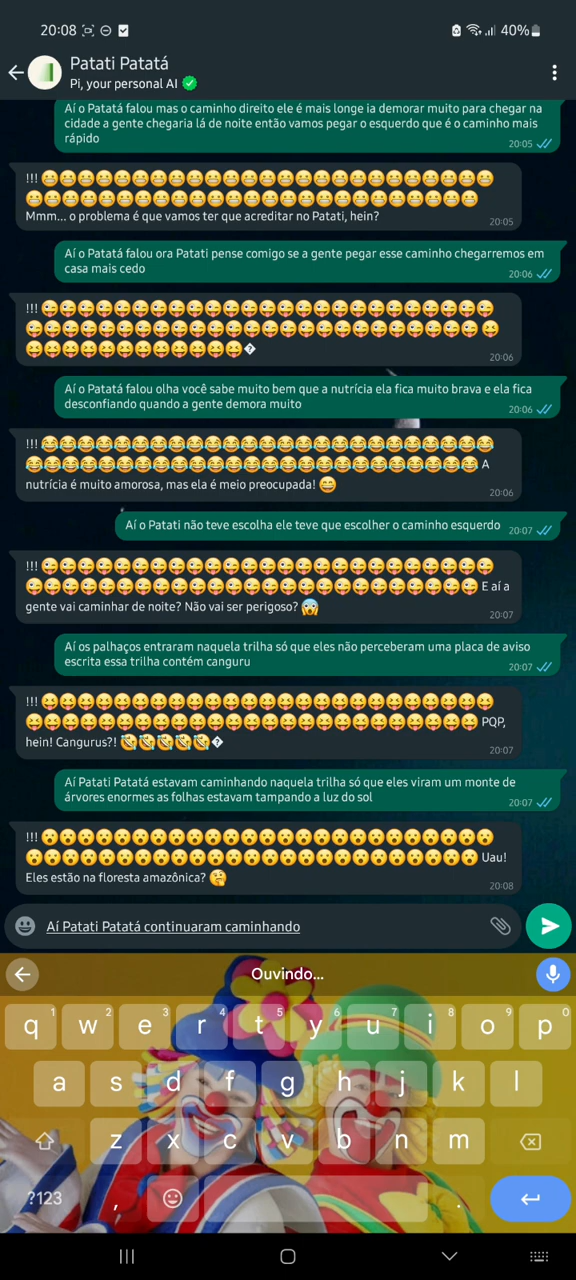 20:08
40%
Patati Patatá
Pi, your personal AI
Aí o Patatá falou mas o caminho direito ele é mais longe ia demorar muito para chegar na
cidade a gente chegaria lá de noite então vamos pegar o esquerdo que é o caminho mais
rápido
20:05
!!! 😬😬😬😬😬😬😬😬😬😬😬😬😬😬😬😬😬😬😬😬😬😬😬😬😬
😬😬😬😬😬😬😬😬😬😬😬😬😬😬😬😬😬😬😬😬😬😬😬😬😬
Mmm... o problema é que vamos ter que acreditar no Patati, hein?
20:05
Aí o Patatá falou ora Patati pense comigo se a gente pegar esse caminho chegarremos em
casa mais cedo
20:06
!!! 😜😜😜😜😜😜😜😜😜😜😜😜😜😜😜😜😜😜😜😜😜😜😜😜😜
😜😜😜😜😜😜😜😜😜😜😜😜😜😜😜😜😜😜😜😜😜😜😜😜😜 😝
😝😝😝😝😝😝😝😝😝😝😝😝�
20:06
Aí o Patatá falou olha você sabe muito bem que a nutrícia ela fica muito brava e ela fica
desconfiando quando a gente demora muito
20:06
!!! 😂😂😂😂😂😂😂😂😂😂😂😂😂😂😂😂😂😂😂😂😂😂😂😂😂
😂😂😂😂😂😂😂😂😂😂😂😂😂😂😂😂😂😂😂😂😂😂😂😂😂 A
nutrícia é muito amorosa, mas ela é meio preocupada! 😅
20:06
Aí o Patati não teve escolha ele teve que escolher o caminho esquerdo
20:07
!!! 😜😜😜😜😜😜😜😜😜😜😜😜😜😜😜😜😜😜😜😜😜😜😜😜😜
😜😜😜😜😜😜😜😜😜😜😜😜😜😜😜😜😜😜😜😜😜😜😜😜😜 E aí a
gente vai caminhar de noite? Não vai ser perigoso? 😱
20:07
Aí os palhaços entraram naquela trilha só que eles não perceberam uma placa de aviso
escrita essa trilha contém canguru
20:07
!!! 😝😝😝😝😝😝😝😝😝😝😝😝😝😝😝😝😝😝😝😝😝😝😝😝😝
😝😝😝😝😝😝😝😝😝😝😝😝😝😝😝😝😝😝😝😝😝😝😝😝😝 PQP,
hein! Cangurus?! 🤣🤣🤣🤣🤣�
20:07
Aí Patati Patatá estavam caminhando naquela trilha só que eles viram um monte de
árvores enormes as folhas estavam tampando a luz do sol
20:07
!!! 😮😮😮😮😮😮😮😮😮😮😮😮😮😮😮😮😮😮😮😮😮😮😮😮😮
😮😮😮😮😮😮😮😮😮😮😮😮😮😮😮😮😮😮😮😮😮😮😮😮😮 Uau!
Eles estão na floresta amazônica? 🤔
20:08
Aí Patati Patatá continuaram caminhando
Ouvindo...
1 2 3 4 5 6 7 8 9 0
q w e r t y u i o p
a s d f g h j k l
z x c v b n m
?123 , .